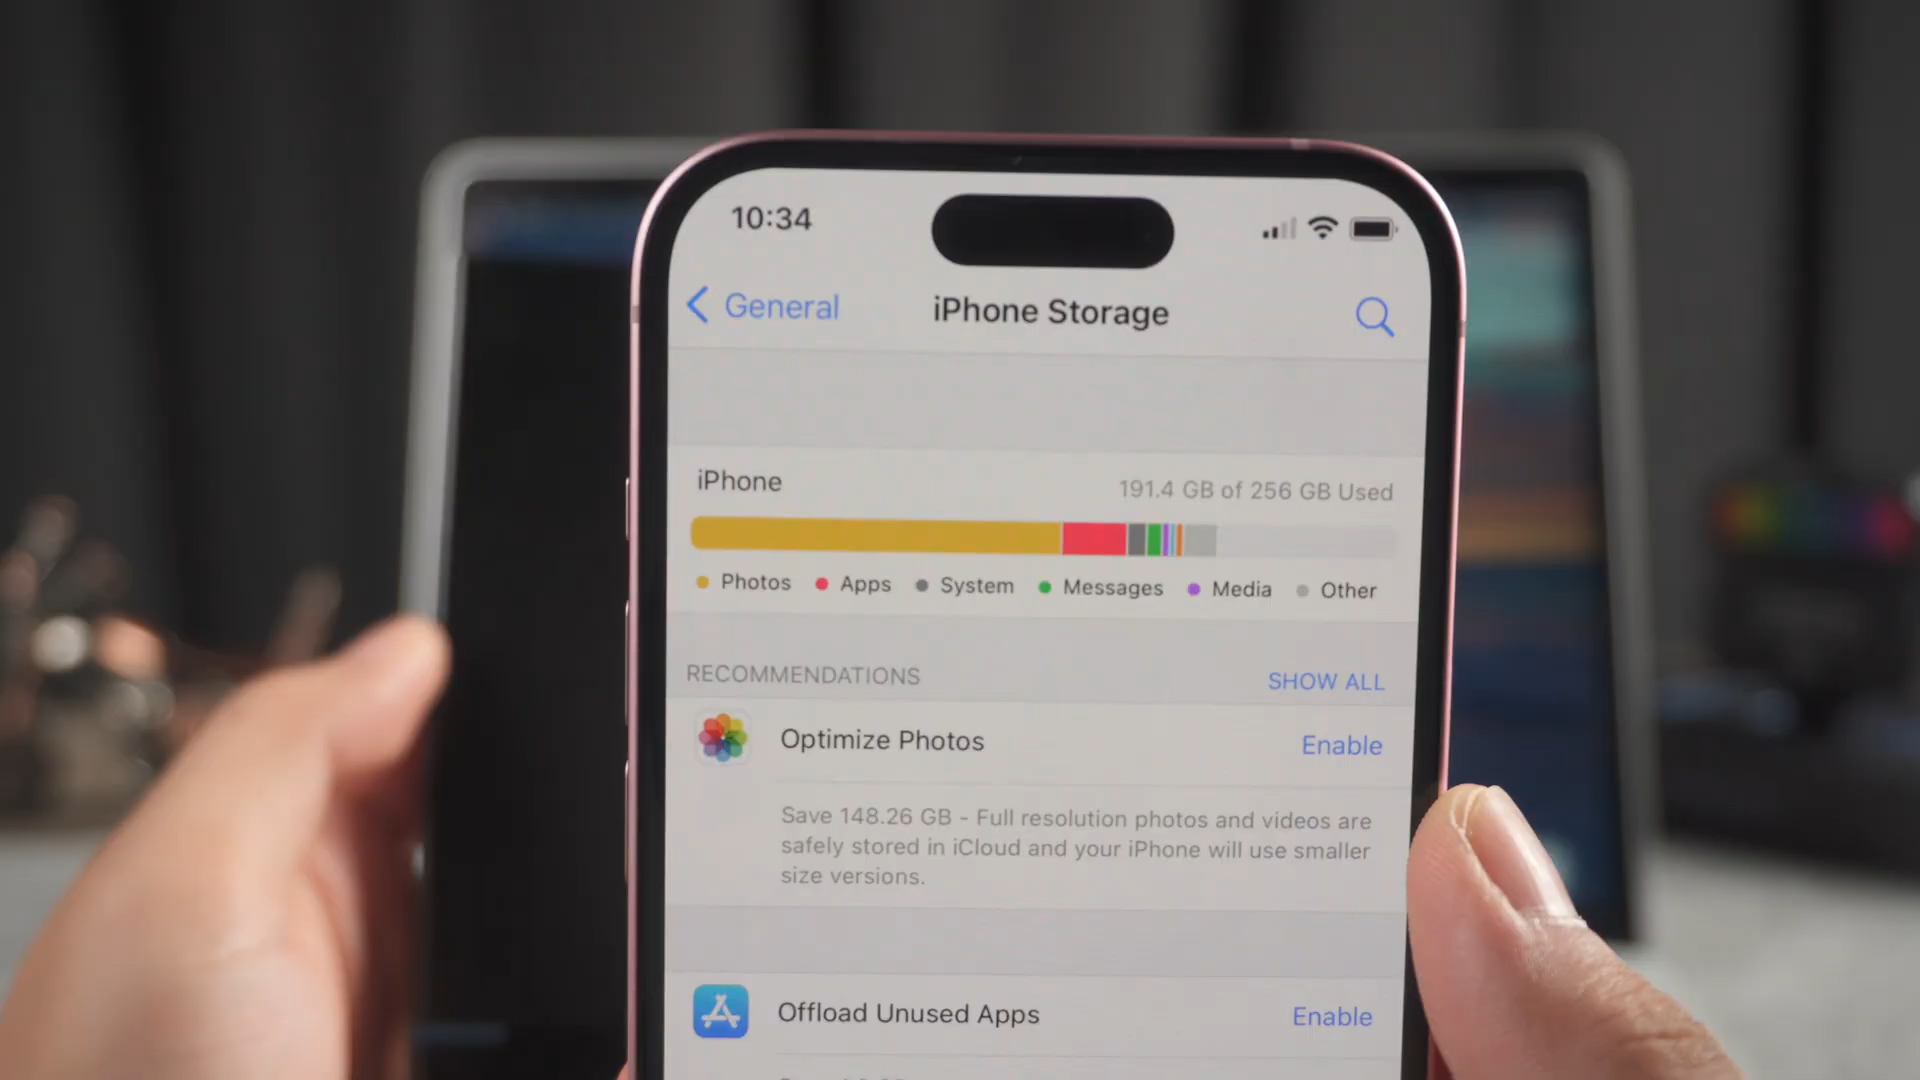 10:34
General
iPhone Storage
iPhone
191.4 GB of 256 GB Used
Photos
Apps
System
Messages
Media
Other
RECOMMENDATIONS
SHOW ALL
Optimize Photos
Enable
Save 148.26 GB - Full resolution photos and videos are
safely stored in iCloud and your iPhone will use smaller
size versions.
Offload Unused Apps
Enable